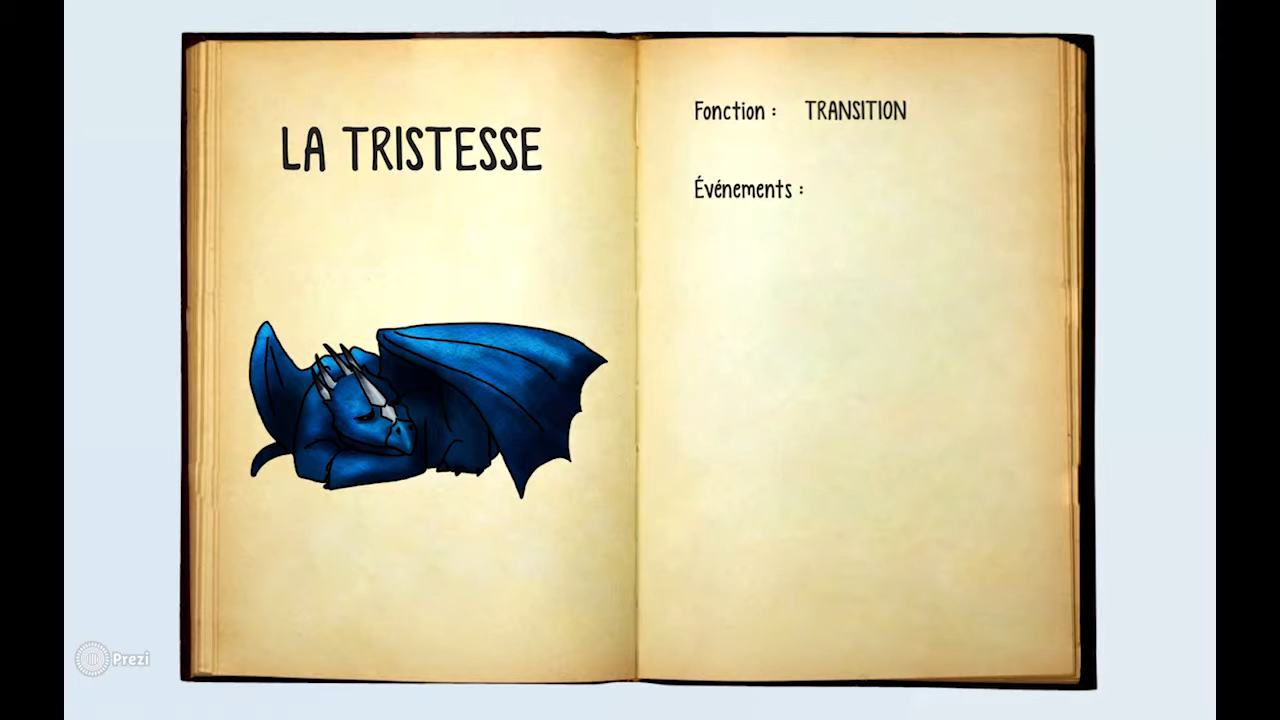 LA TRISTESSE
Fonction : TRANSITION
Événements :
Prezi